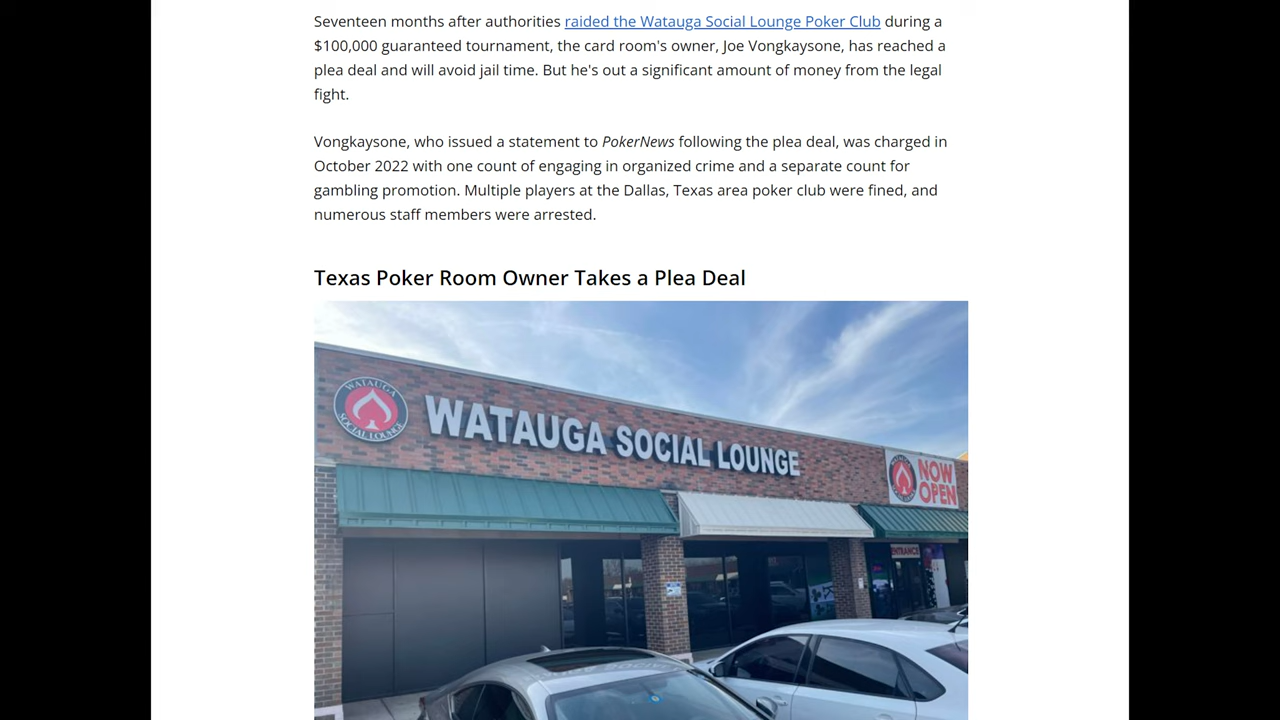 Seventeen months after authorities raided the Watauga Social Lounge Poker Club during a
$100,000 guaranteed tournament, the card room's owner, Joe Vongkaysone, has reached a
plea deal and will avoid jail time. But he's out a significant amount of money from the legal
fight.
Vongkaysone, who issued a statement to PokerNews following the plea deal, was charged in
October 2022 with one count of engaging in organized crime and a separate count for
gambling promotion. Multiple players at the Dallas, Texas area poker club were fined, and
numerous staff members were arrested.
Texas Poker Room Owner Takes a Plea Deal
WATAUGA
SOCIAL LOUNGE
WATAUGA SOCIAL LOUNGE
NOW
OPEN
ENTRANCE